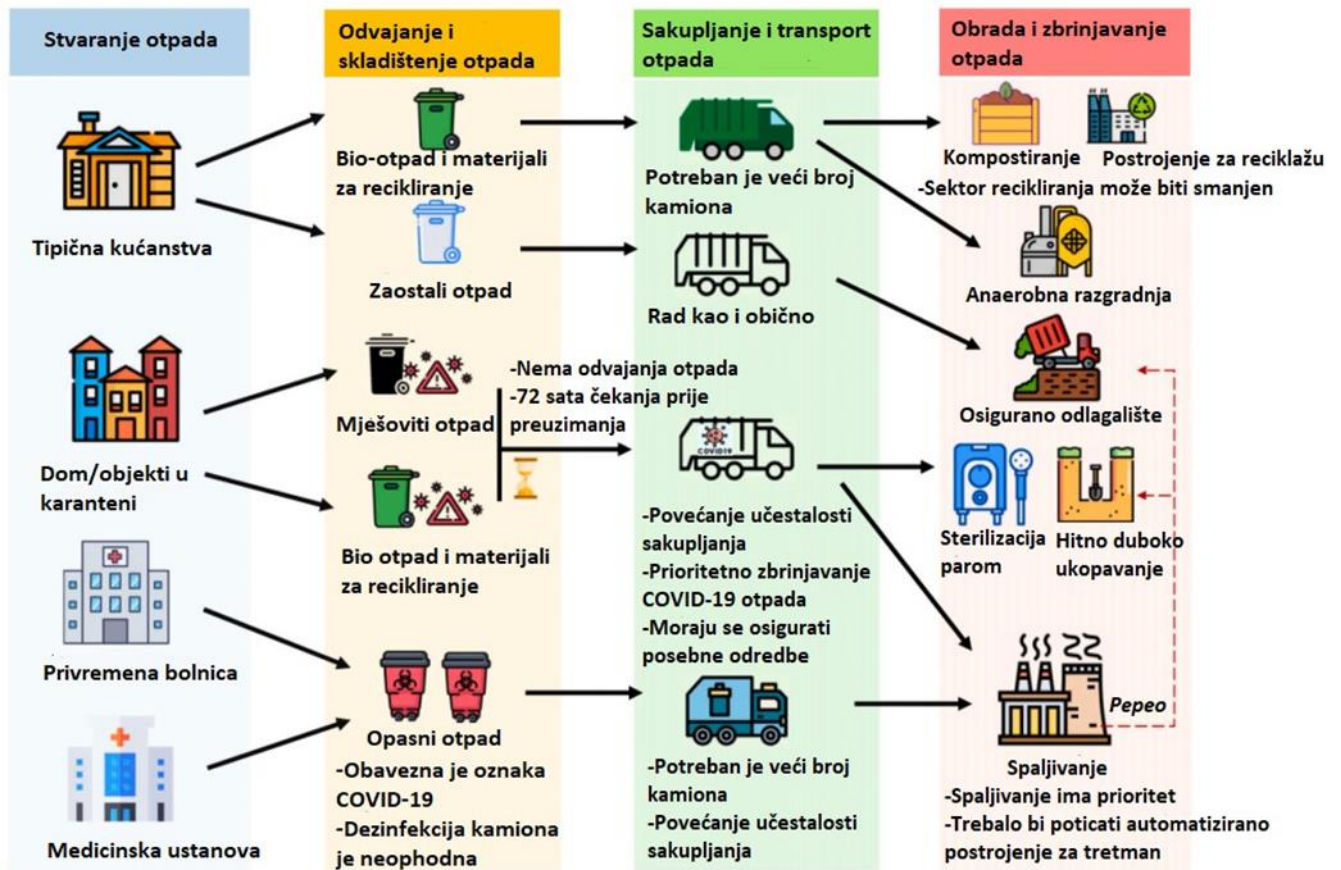 Stvaranje otpada
Odvajanje i
skladištenje otpada
Sakupljanje i transport
otpada
Obrada i zbrinjavanje
otpada
Tipična kućanstva
Dom/objekti u
karanteni
Privremena bolnica
Medicinska ustanova
Bio-otpad i materijali
za recikliranje
Zaostali otpad
Mješoviti otpad
Bio otpad i materijali
za recikliranje
Opasni otpad
-Obavezna je oznaka
COVID-19
-Dezinfekcija kamiona
je neophodna
-Nema odvajanja otpada
-72 sata čekanja prije
preuzimanja
Potreban je veći broj
kamiona
Rad kao i obično
COVID19
-Povećanje učestalosti
sakupljanja
-Prioritetno zbrinjavanje
COVID-19 otpada
-Moraju se osigurati
posebne odredbe
-Potreban je veći broj
kamiona
-Povećanje učestalosti
sakupljanja
Kompostiranje
Postrojenje za reciklažu
-Sektor recikliranja može biti smanjen
Anaerobna razgradnja
Osigurano odlagalište
Sterilizacija
parom
Hitno duboko
ukopavanje
Pepeo
Spaljivanje
-Spaljivanje ima prioritet
-Trebalo bi poticati automatizirano
postrojenje za tretman